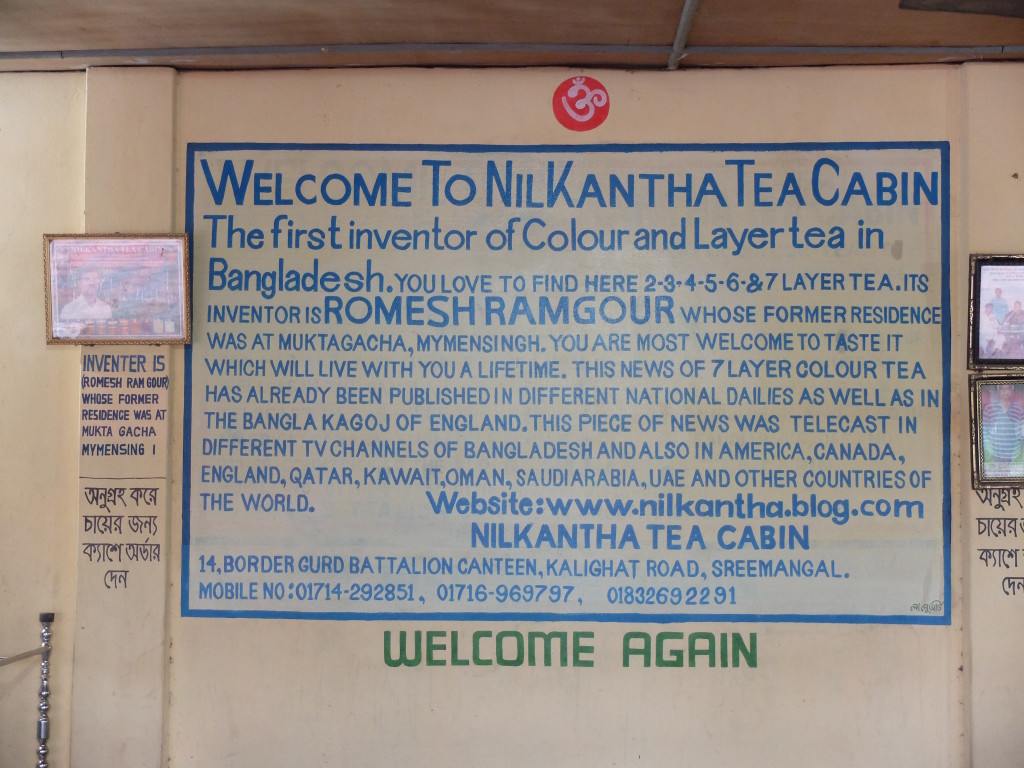 ॐ
WELCOME TO NILKANTHA TEA CABIN
The first inventor of Colour and Layer tea in
Bangladesh. YOU LOVE TO FIND HERE 2-3-4-5-6-&7 LAYER TEA. ITS
INVENTOR IS ROMESH RAM GOUR WHOSE FORMER RESIDENCE
WAS AT MUKTAGACHA, MYMENSINGH. YOU ARE MOST WELCOME TO TASTE IT
WHICH WILL LIVE WITH YOU A LIFETIME. THIS NEWS OF 7 LAYER COLOUR TEA
HAS ALREADY BEEN PUBLISHED IN DIFFERENT NATIONAL DAILIES AS WELL AS IN
THE BANGLA KAGOJ OF ENGLAND. THIS PIECE OF NEWS WAS TELECAST IN
DIFFERENT TV CHANNELS OF BANGLADESH AND ALSO IN AMERICA, CANADA,
ENGLAND, QATAR, KAWAIT, OMAN, SAUDIARABIA, UAE AND OTHER COUNTRIES OF
THE WORLD. Website: www.nilkantha.blog.com
NILKANTHA TEA CABIN
14, BORDER GURD BATTALION CANTEEN, KALIGHAT ROAD, SREEMANGAL.
MOBILE NO: 01714-292851, 01716-969797, 01832692291
WELCOME AGAIN
INVENTER IS
(ROMESH RAM GOUR)
WHOSE FORMER
RESIDENCE WAS AT
MUKTA GACHA
MYMENSING।
অনুগ্রহ করে
চায়ের জন্য
ক্যাশে অর্ডার
দেন
অনুগ্রহ
চায়ের
ক্যাশে
দেন